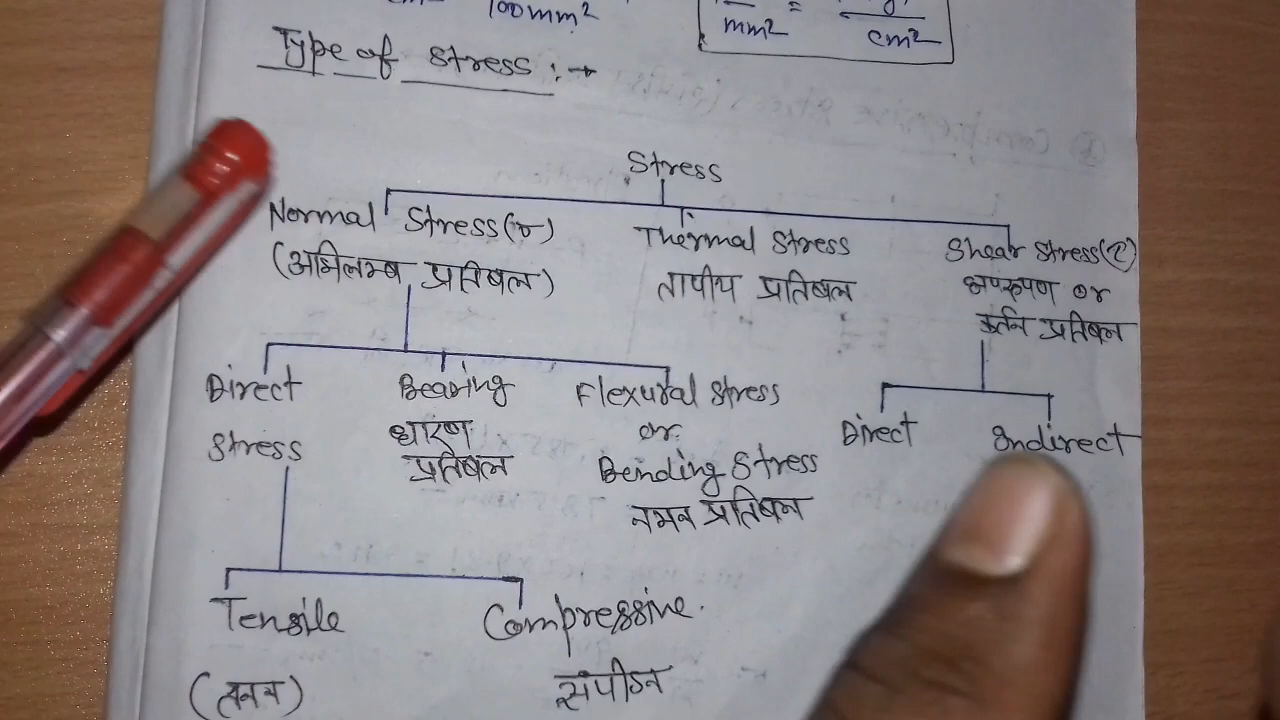 100mm²
mm² = cm²
Type of stress :→
Stress
Normal Stress(σ) Thermal Stress Shear Stress(τ)
(अभिलम्ब प्रतिबल) तापीय प्रतिबल अपरूपण or
कर्तन प्रतिबल
Direct Bearing Flexural Stress
Stress धारण or
प्रतिबल Bending Stress
नमन प्रतिबल
Direct Indirect
Tensile Compressive.
(तनन) संपीडन